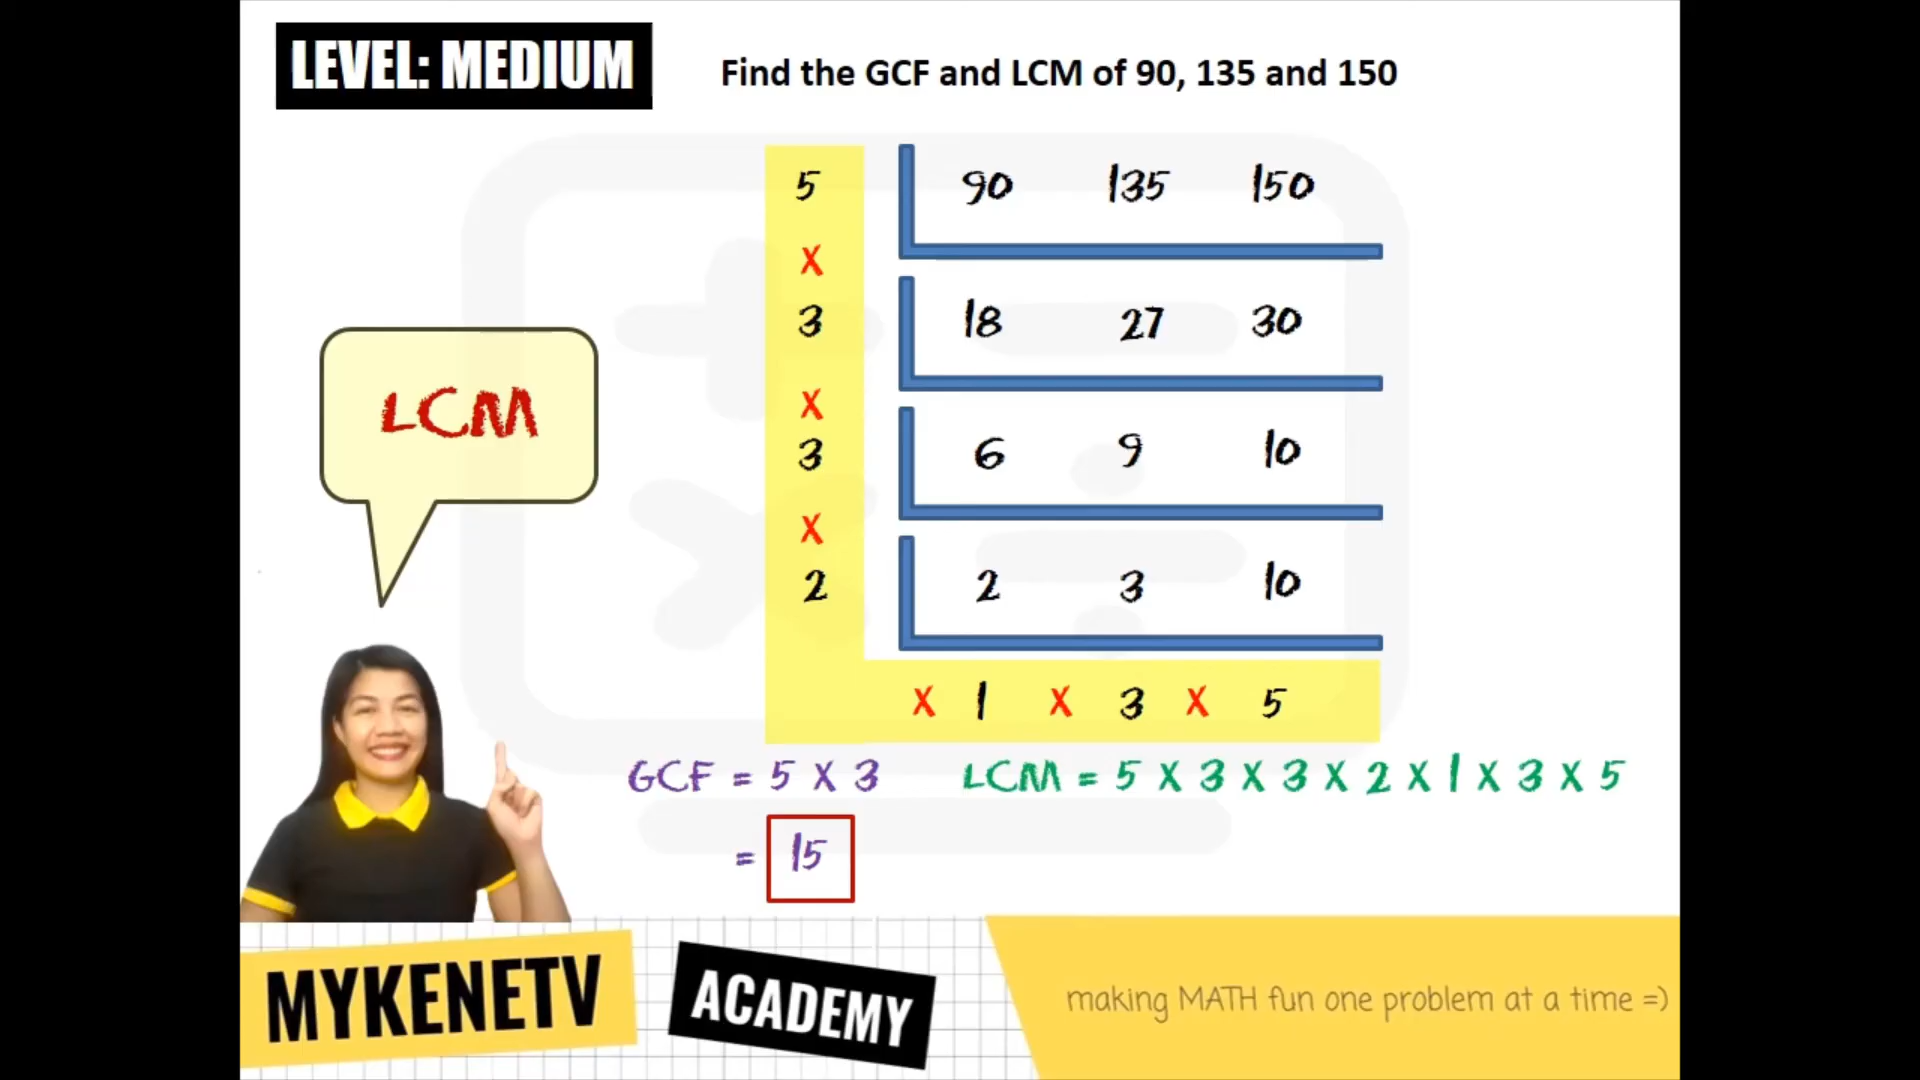 LEVEL: MEDIUM
Find the GCF and LCM of 90, 135 and 150
5 90 135 150
X
3 18 27 30
X
3 6 9 10
X
2 2 3 10
X 1 X 3 X 5
LCM
GCF = 5 X 3
= 15
LCM = 5 X 3 X 3 X 2 X 1 X 3 X 5
MYKENETV
ACADEMY
making MATH fun one problem at a time =)